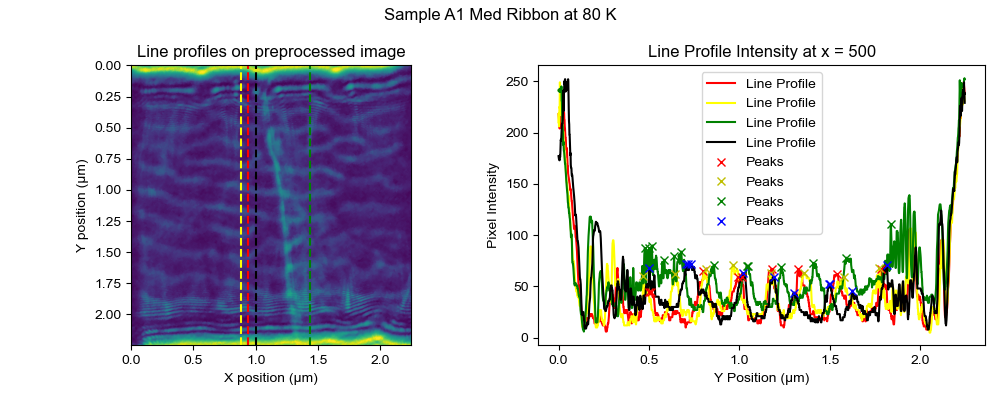 Sample A1 Med Ribbon at 80 K
Line profiles on preprocessed image
0.00
0.25
0.50
0.75
1.00
1.25
1.50
1.75
2.00
Y position (μm)
0.0 0.5 1.0 1.5 2.0
X position (μm)
Line Profile Intensity at x = 500
250
200
150
100
50
0
Pixel Intensity
Line Profile
Line Profile
Line Profile
Line Profile
Peaks
Peaks
Peaks
Peaks
0.0 0.5 1.0 1.5 2.0
Y Position (μm)